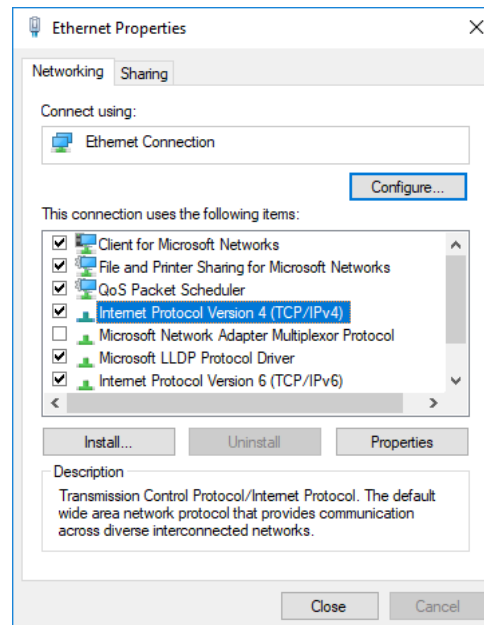 Ethernet Properties
Networking Sharing
Connect using:
Ethernet Connection
Configure...
This connection uses the following items:
Client for Microsoft Networks
File and Printer Sharing for Microsoft Networks
QoS Packet Scheduler
Internet Protocol Version 4 (TCP/IPv4)
Microsoft Network Adapter Multiplexor Protocol
Microsoft LLDP Protocol Driver
Internet Protocol Version 6 (TCP/IPv6)
Install... Uninstall Properties
Description
Transmission Control Protocol/Internet Protocol. The default
wide area network protocol that provides communication
across diverse interconnected networks.
Close Cancel